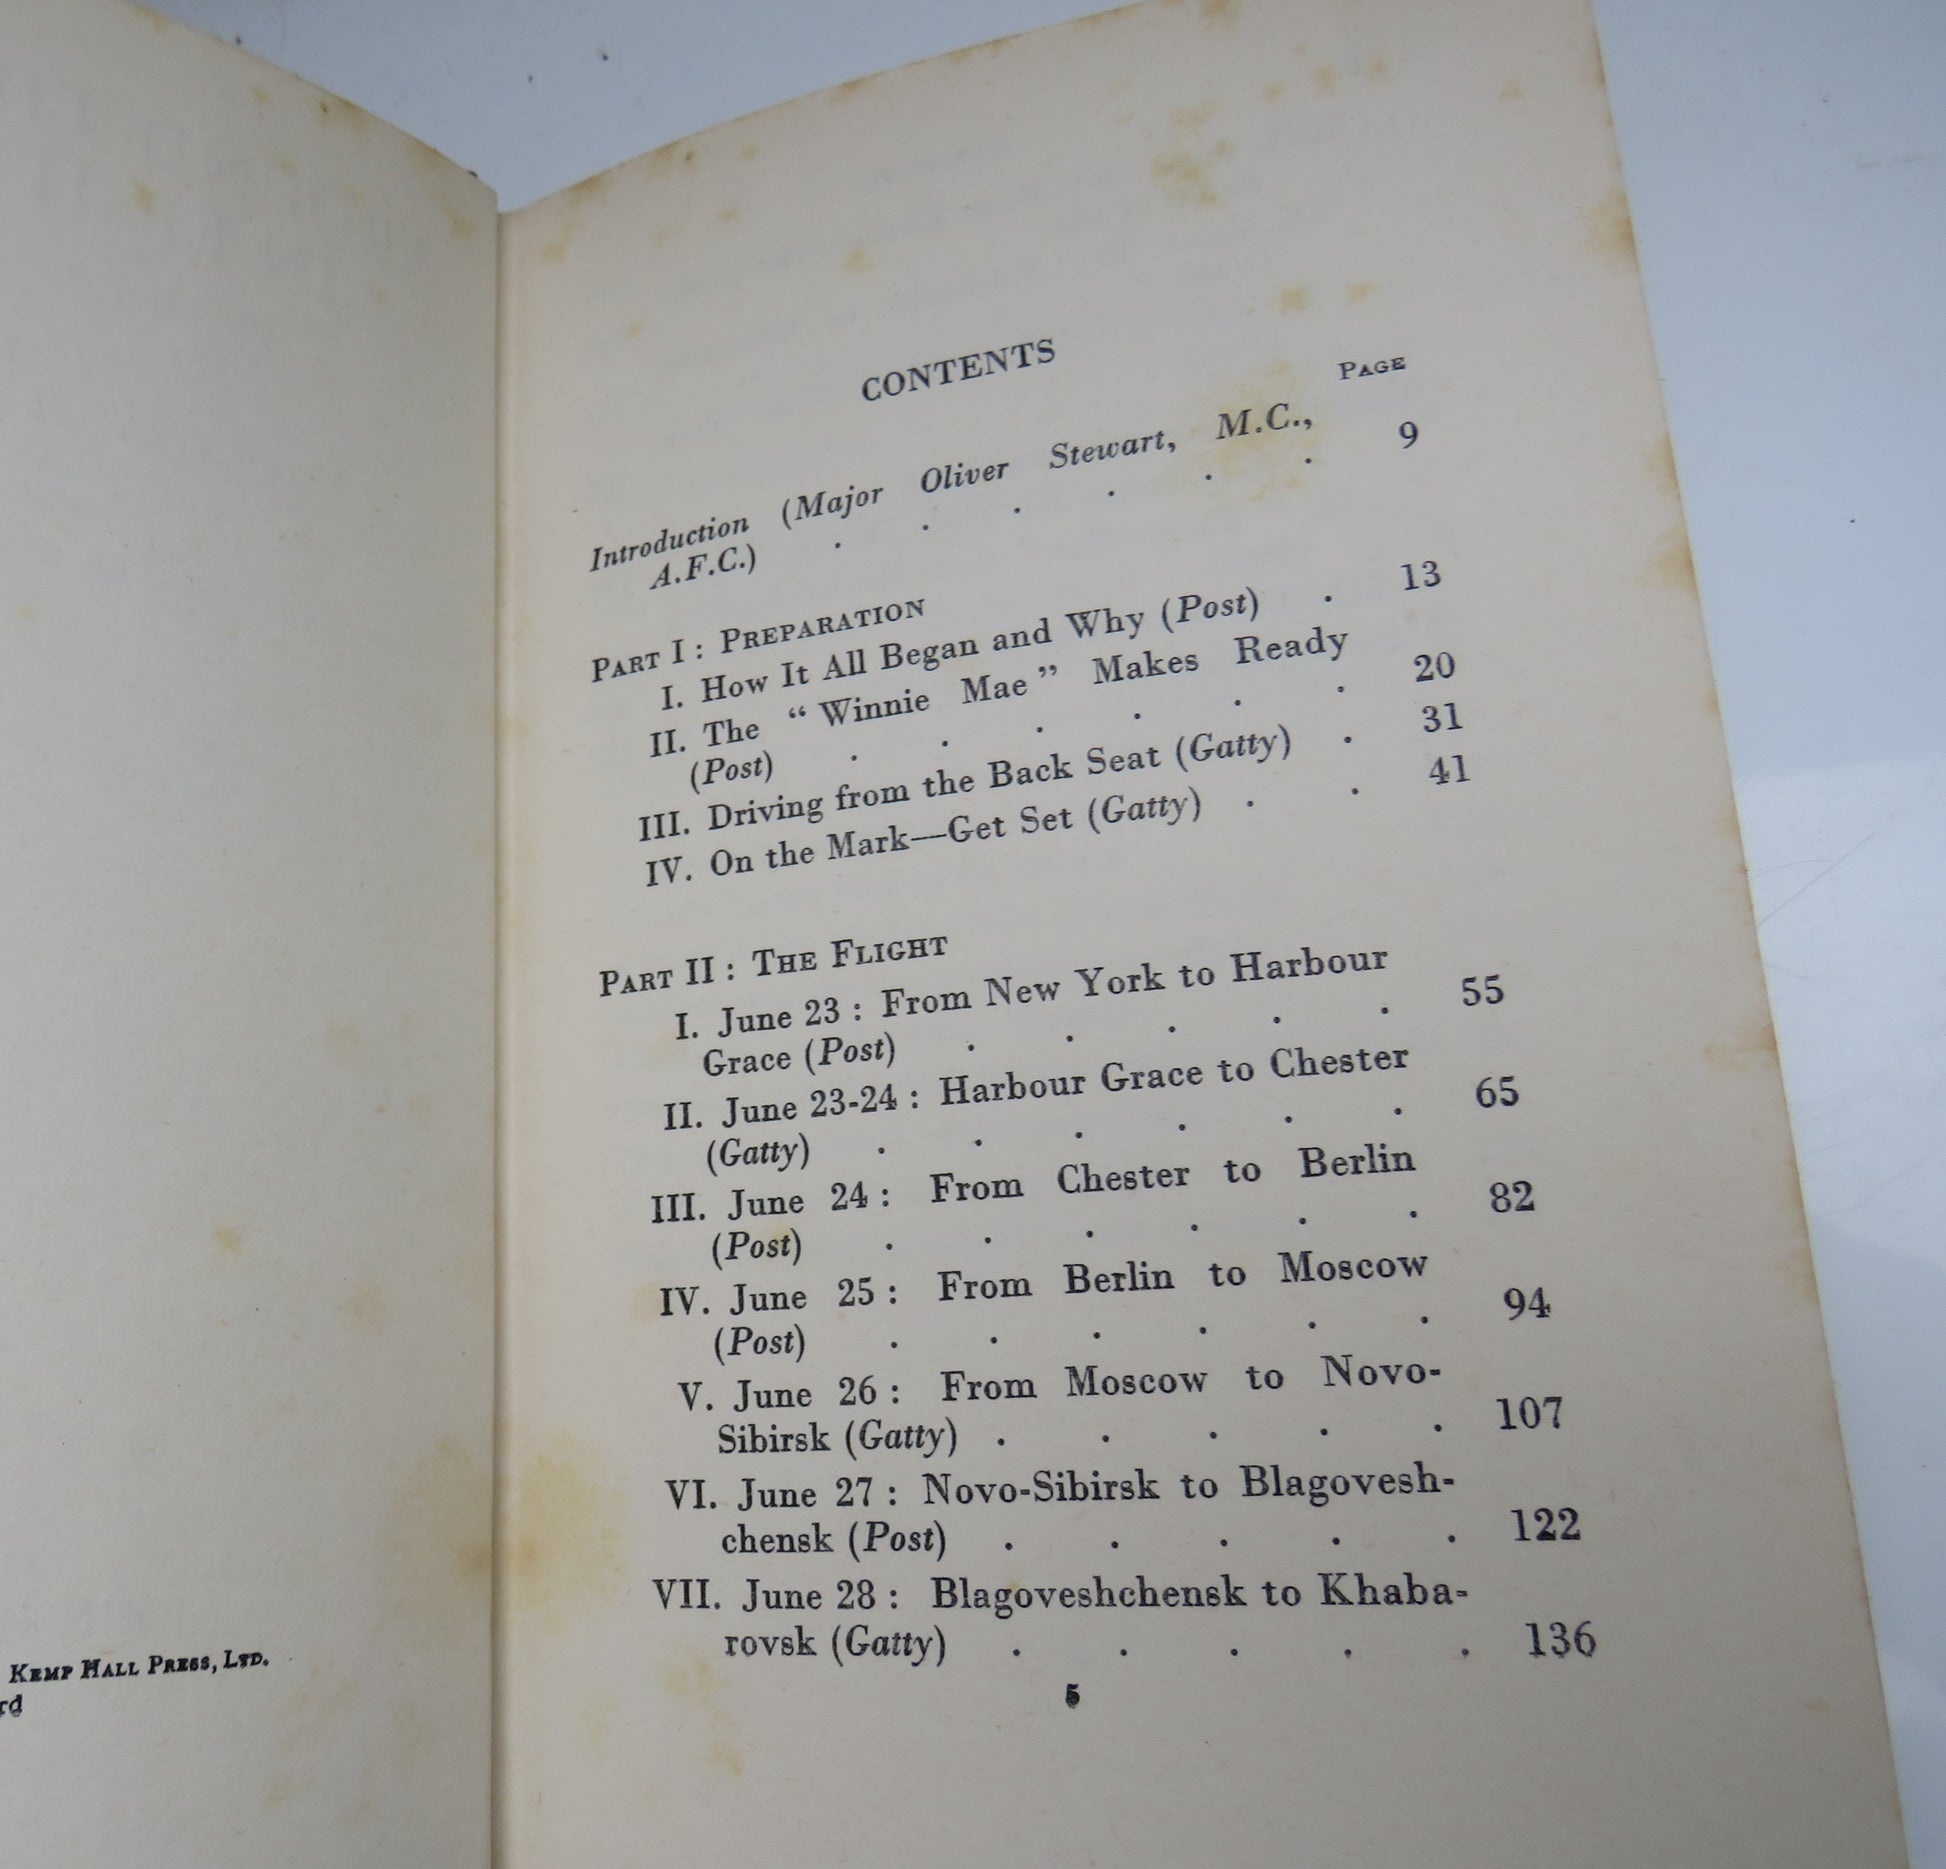 Kemp Hall Press, Ltd.
rd
CONTENTS
Page
Introduction (Major Oliver Stewart, M.C.,
A.F.C.) . . . . . . 9
Part I : Preparation
I. How It All Began and Why (Post) . 13
II. The “Winnie Mae” Makes Ready
(Post) . . . . . . 20
III. Driving from the Back Seat (Gatty) . 31
IV. On the Mark—Get Set (Gatty) . . 41
Part II : The Flight
I. June 23 : From New York to Harbour
Grace (Post) . . . . . 55
II. June 23-24 : Harbour Grace to Chester
(Gatty) . . . . . . 65
III. June 24 : From Chester to Berlin
(Post) . . . . . . 82
IV. June 25 : From Berlin to Moscow
(Post) . . . . . . 94
V. June 26 : From Moscow to Novo-
Sibirsk (Gatty) . . . . . 107
VI. June 27 : Novo-Sibirsk to Blagovesh-
chensk (Post) . . . . . 122
VII. June 28 : Blagoveshchensk to Khaba-
rovsk (Gatty) . . . . . 136
5